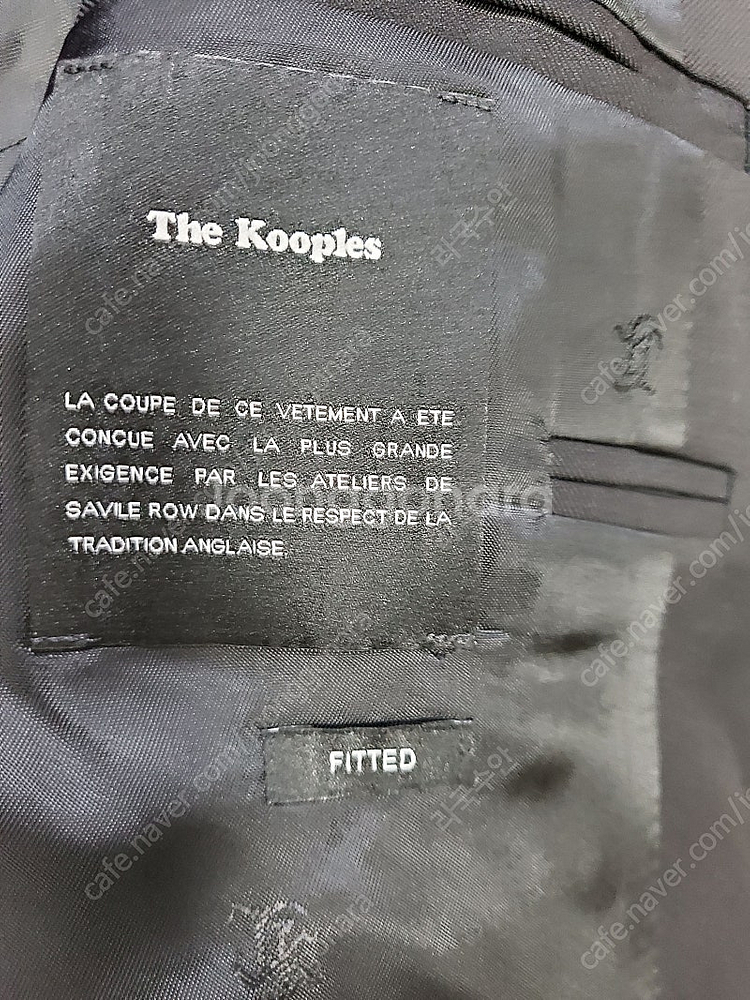 The Kooples
LA COUPE DE CE VETEMENT A ETE
CONCUE AVEC LA PLUS GRANDE
EXIGENCE PAR LES ATELIERS DE
SAVILE ROW DANS LE RESPECT DE LA
TRADITION ANGLAISE.
FITTED